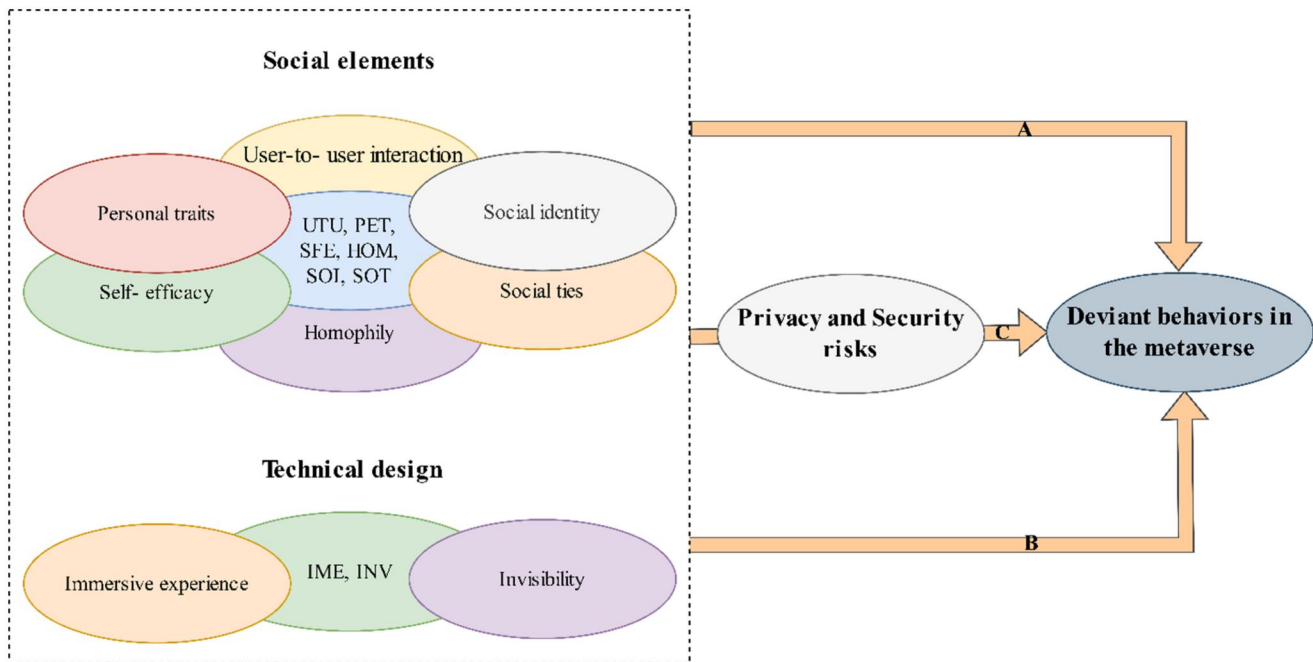 Social elements
User-to- user interaction
Personal traits
Social identity
UTU, PET,
SFE, HOM,
SOI, SOT
Self- efficacy
Social ties
Homophily
Technical design
Immersive experience
IME, INV
Invisibility
A
Privacy and Security
risks
C
Deviant behaviors in
the metaverse
B